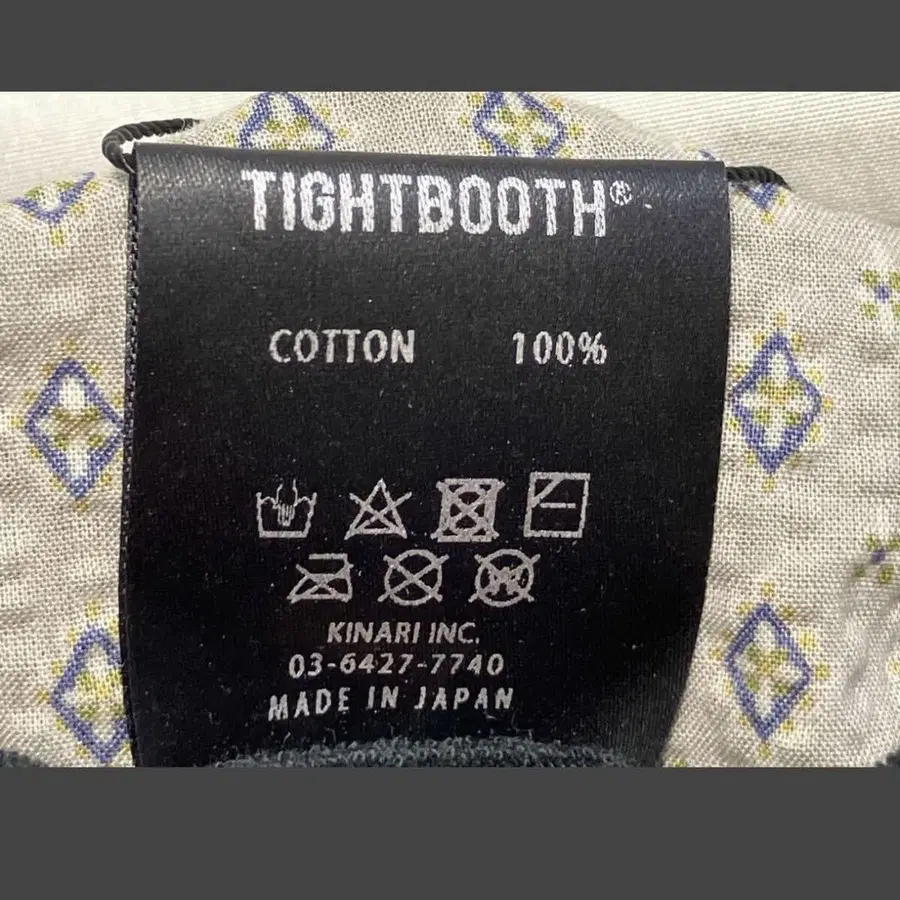 TIGHTBOOTH®
COTTON 100%
KINARI INC.
03-6427-7740
MADE IN JAPAN